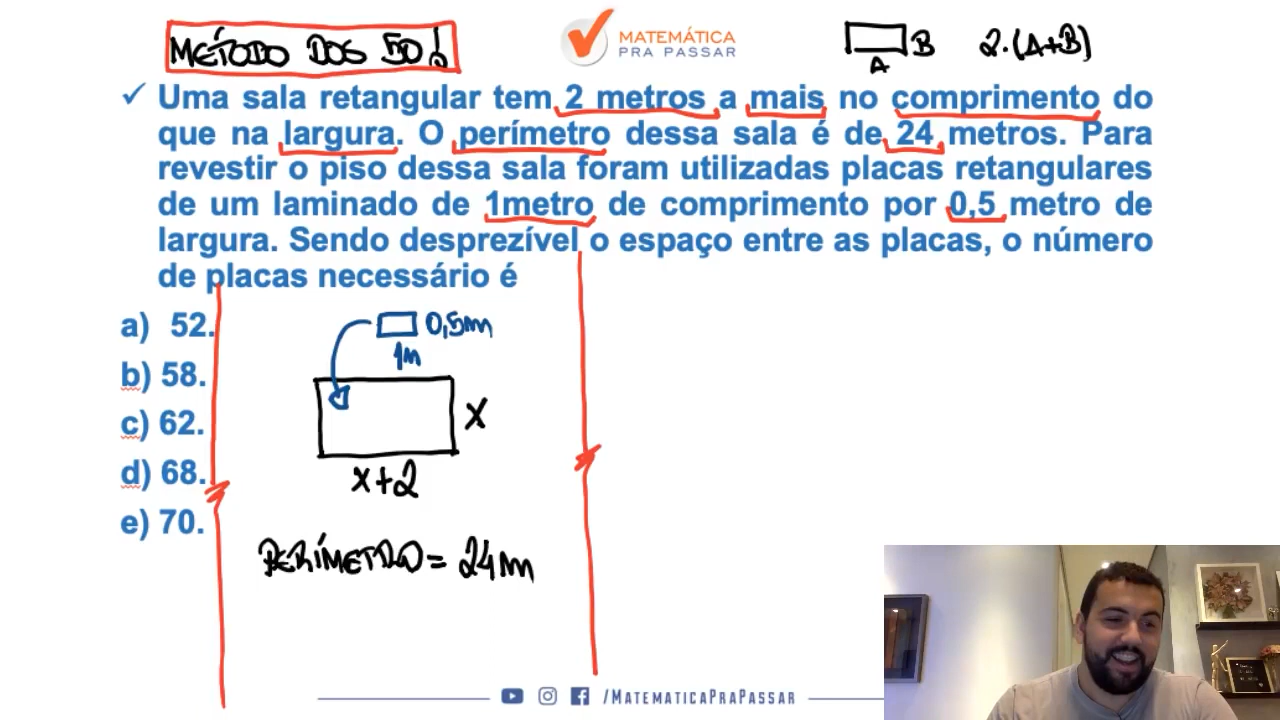 MÉTODO DOS 50!
MATEMÁTICA
PRA PASSAR
A
B
2.(A+B)
✓ Uma sala retangular tem 2 metros a mais no comprimento do
que na largura. O perímetro dessa sala é de 24 metros. Para
revestir o piso dessa sala foram utilizadas placas retangulares
de um laminado de 1metro de comprimento por 0,5 metro de
largura. Sendo desprezível o espaço entre as placas, o número
de placas necessário é
a) 52.
b) 58.
c) 62.
d) 68.
e) 70.
0,5m
1m
x
x+2
PERÍMETRO = 24m
/MATEMATICAPRAPASSAR